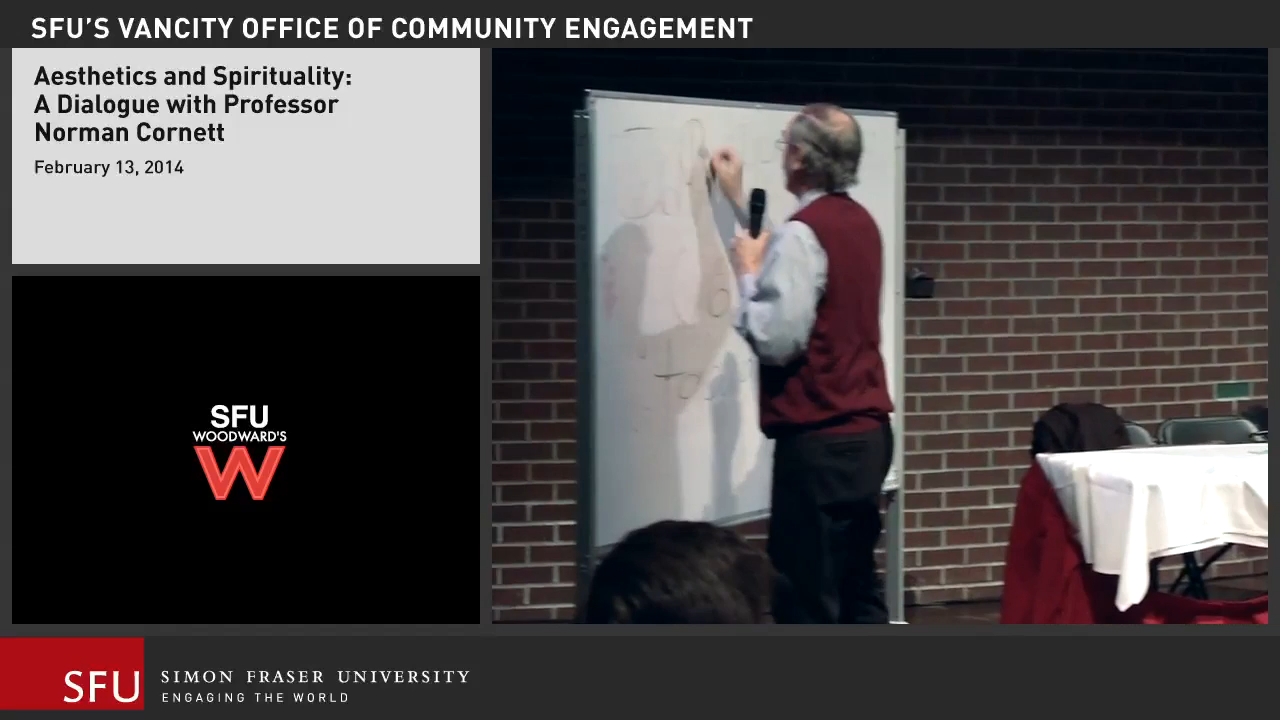 SFU'S VANCITY OFFICE OF COMMUNITY ENGAGEMENT
Aesthetics and Spirituality:
A Dialogue with Professor
Norman Cornett
February 13, 2014
SFU
WOODWARD'S
W
SFU
SIMON FRASER UNIVERSITY
ENGAGING THE WORLD